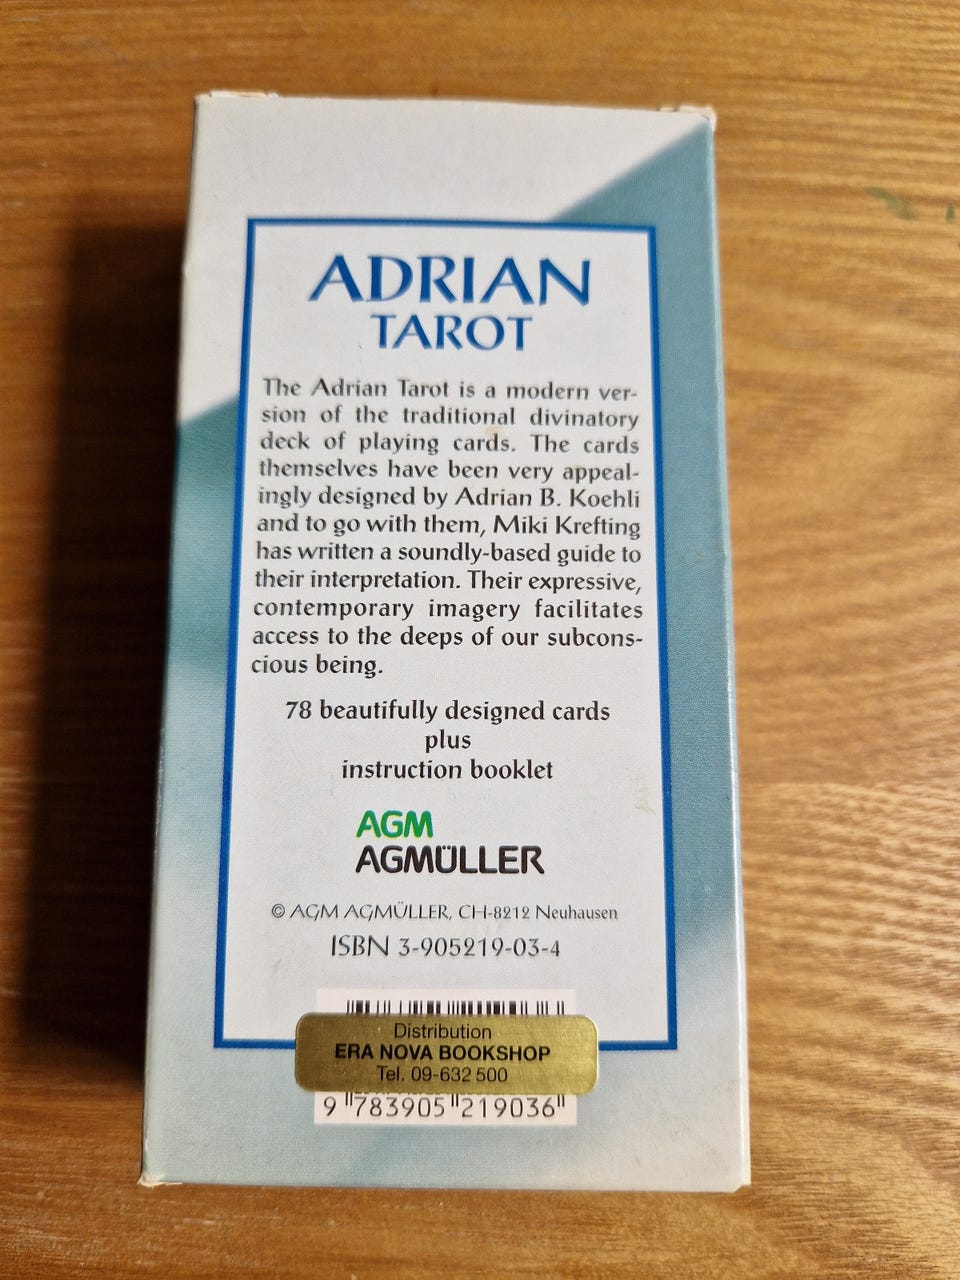 ADRIAN
TAROT
The Adrian Tarot is a modern ver-
sion of the traditional divinatory
deck of playing cards. The cards
themselves have been very appeal-
ingly designed by Adrian B. Koehli
and to go with them, Miki Krefting
has written a soundly-based guide to
their interpretation. Their expressive,
contemporary imagery facilitates
access to the deeps of our subcons-
cious being.
78 beautifully designed cards
plus
instruction booklet
AGM
AGMÜLLER
© AGM AGMÜLLER, CH-8212 Neuhausen
ISBN 3-905219-03-4
Distribution
ERA NOVA BOOKSHOP
Tel. 09-632 500
9 783905 219036